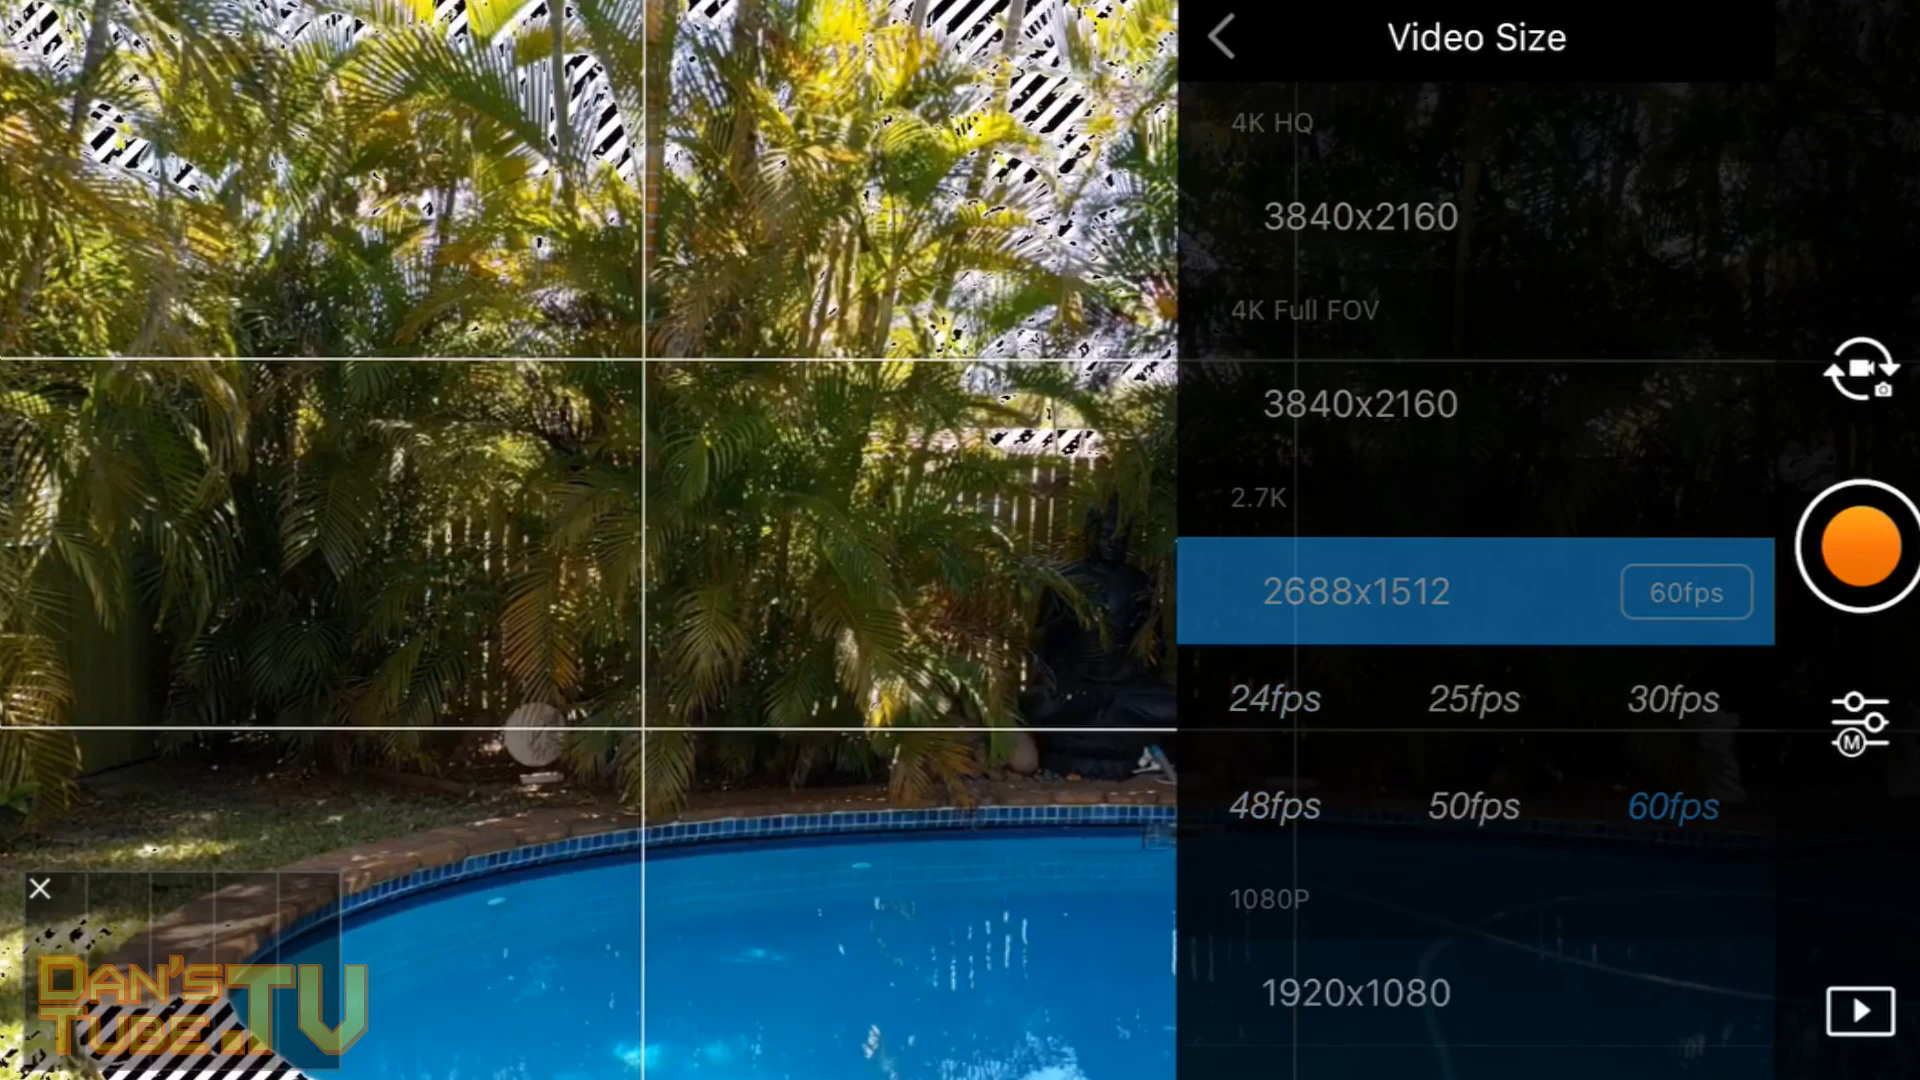 Video Size
4K HQ
3840x2160
4K Full FOV
3840x2160
2.7K
2688x1512 60fps
24fps 25fps 30fps
M
48fps 50fps 60fps
1080P
1920x1080
DAN'S
TUBE.TV